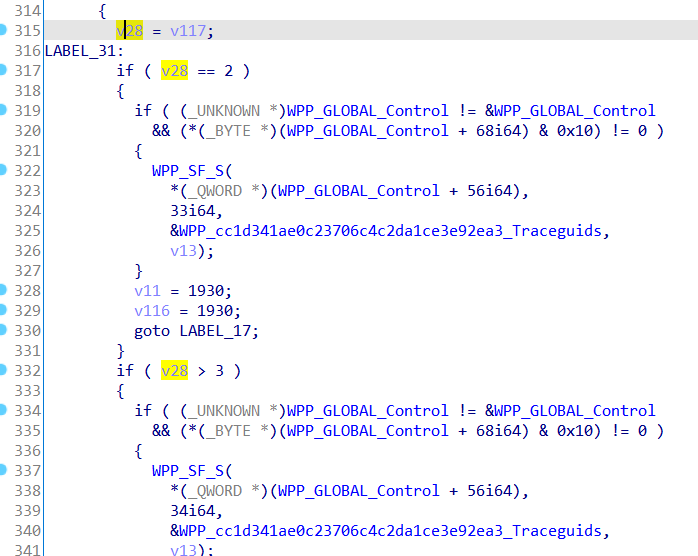 314 {
315 v28 = v117;
316 LABEL_31:
317 if ( v28 == 2 )
318 {
319 if ( (_UNKNOWN *)WPP_GLOBAL_Control != &WPP_GLOBAL_Control
320 && (*(_BYTE *)(WPP_GLOBAL_Control + 68i64) & 0x10) != 0 )
321 {
322 WPP_SF_S(
323 *(_QWORD *)(WPP_GLOBAL_Control + 56i64),
324 33i64,
325 &WPP_cc1d341ae0c23706c4c2da1ce3e92ea3_Traceguids,
326 v13);
327 }
328 v11 = 1930;
329 v116 = 1930;
330 goto LABEL_17;
331 }
332 if ( v28 > 3 )
333 {
334 if ( (_UNKNOWN *)WPP_GLOBAL_Control != &WPP_GLOBAL_Control
335 && (*(_BYTE *)(WPP_GLOBAL_Control + 68i64) & 0x10) != 0 )
336 {
337 WPP_SF_S(
338 *(_QWORD *)(WPP_GLOBAL_Control + 56i64),
339 34i64,
340 &WPP_cc1d341ae0c23706c4c2da1ce3e92ea3_Traceguids,
341 v13);